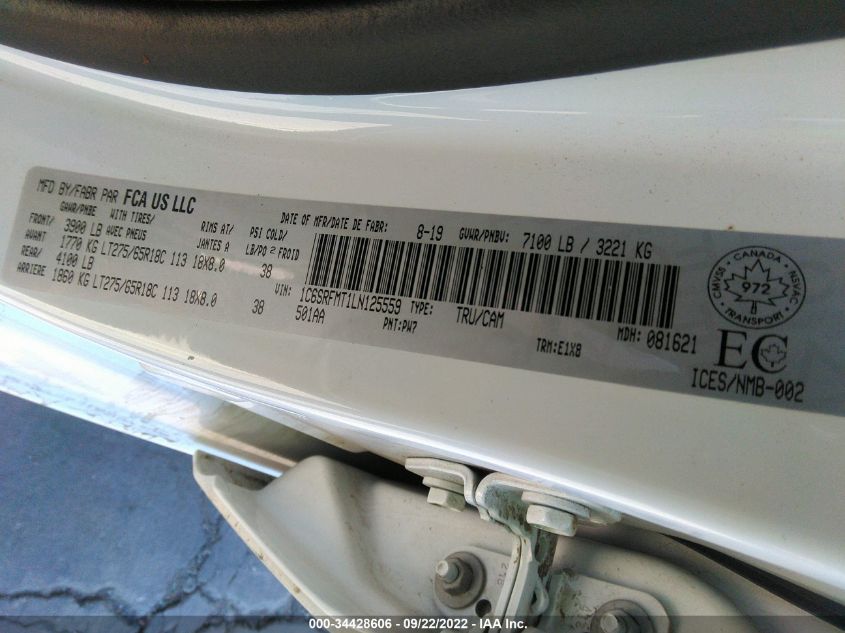 MFD BY/FABR PAR FCA US LLC
DATE OF MFR/DATE DE FABR: 8-19 GVWR/PNBV: 7100 LB / 3221 KG
GAWR/PNBE WITH TIRES/ RIMS AT/ PSI COLD/
AVEC PNEUS JANTES A LB/PO 2 FROID
FRONT/ 3900 LB
AVANT 1770 KG LT275/65R18C 113 18X8.0 38
REAR/ 4100 LB
ARRIERE 1860 KG LT275/65R18C 113 18X8.0 38
VIN: 1C6SRFMT1LN125559 TYPE: TRU/CAM MDH: 081621
501AA PNT:PW7 TRM:E1X8
CMVSS - CANADA - NSVAC
972
TRANSPORT
EC
ICES/NMB-002
218
000-34428606 - 09/22/2022 - IAA Inc.